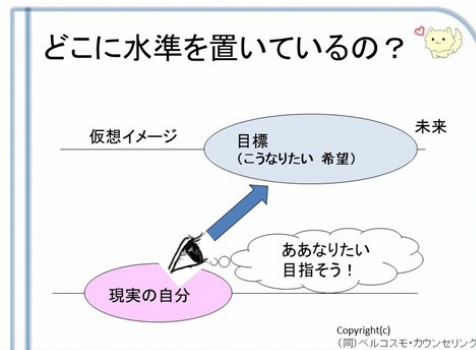 どこに水準を置いているの？
仮想イメージ
目標
未来
(こうなりたい 希望)
ああなりたい
目指そう！
現実の自分
Copyright(c)
(同)ベルコスモ・カウンセリング